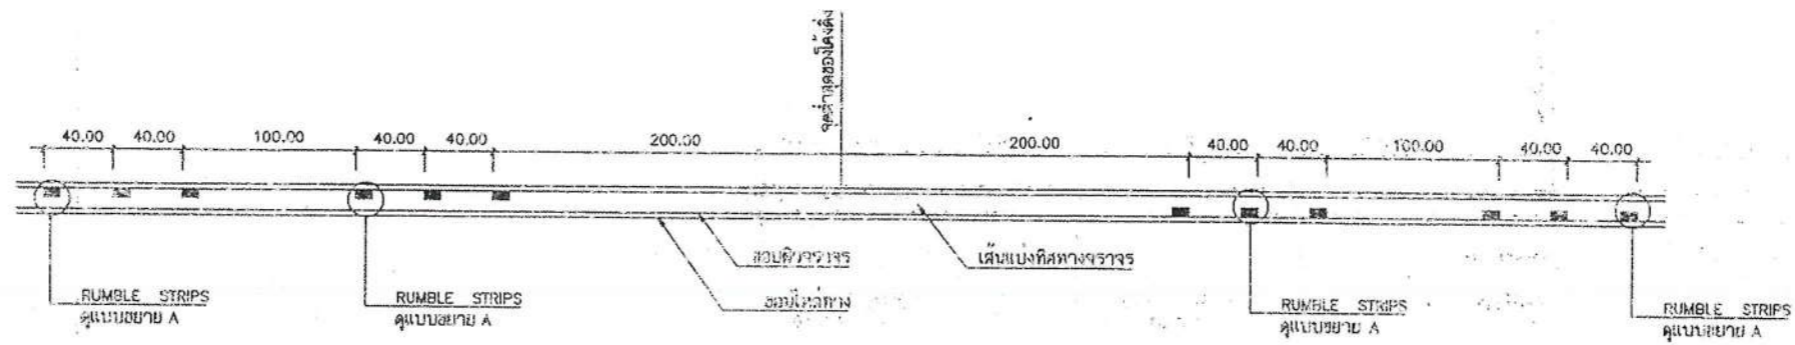 จุดต่ำสุดของโค้งดิ่ง
40.00 40.00 100.00 40.00 40.00 200.00 200.00 40.00 40.00 100.00 40.00 40.00
ขอบผิวจราจร
เส้นแบ่งทิศทางจราจร
ขอบไหล่ทาง
RUMBLE STRIPS
ดูแบบขยาย A
RUMBLE STRIPS
ดูแบบขยาย A
RUMBLE STRIPS
ดูแบบขยาย A
RUMBLE STRIPS
ดูแบบขยาย A